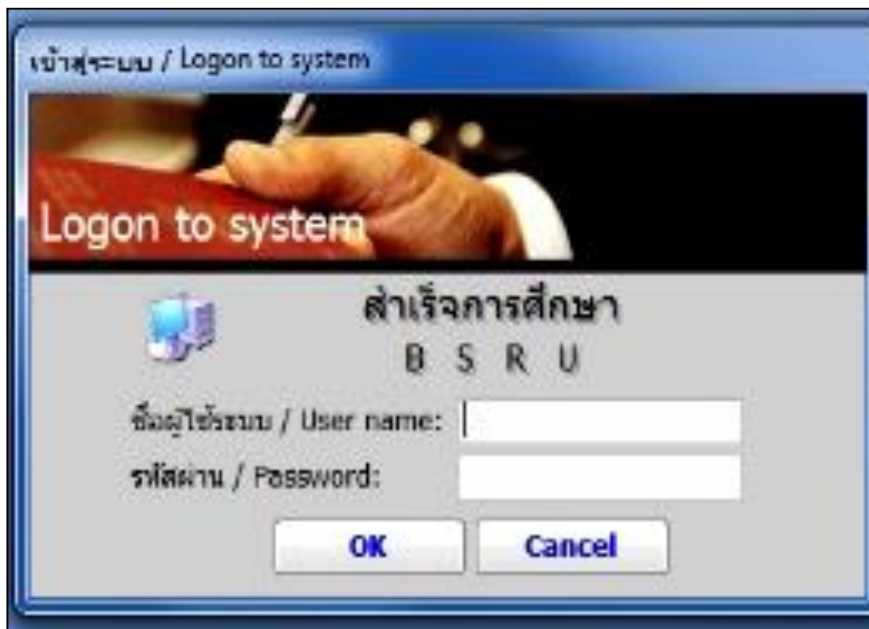 เข้าสู่ระบบ / Logon to system
Logon to system
สำเร็จการศึกษา
B S R U
ชื่อผู้ใช้ระบบ / User name:
รหัสผ่าน / Password:
OK Cancel